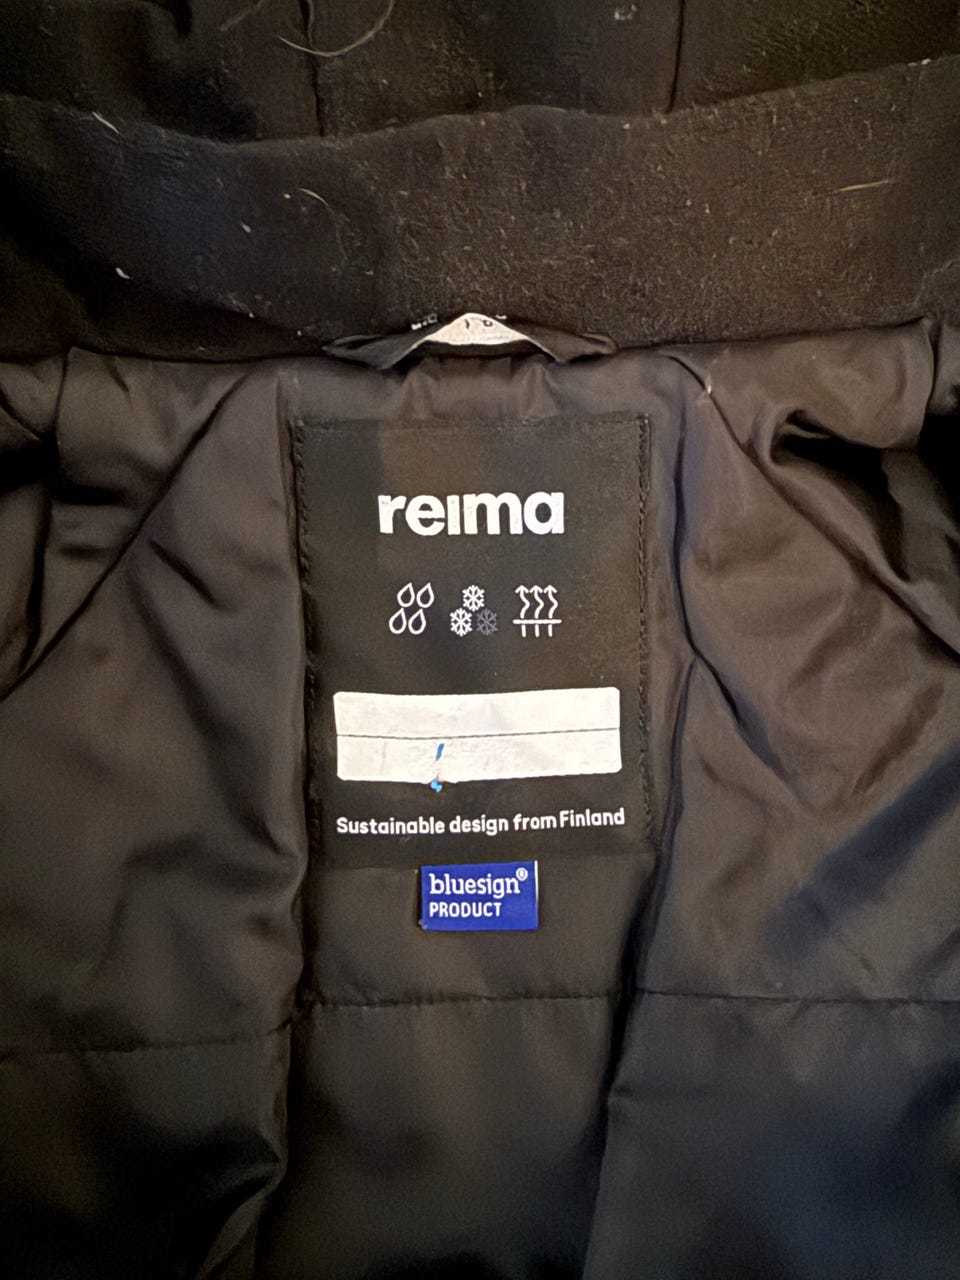 reima
Sustainable design from Finland
bluesign®
PRODUCT